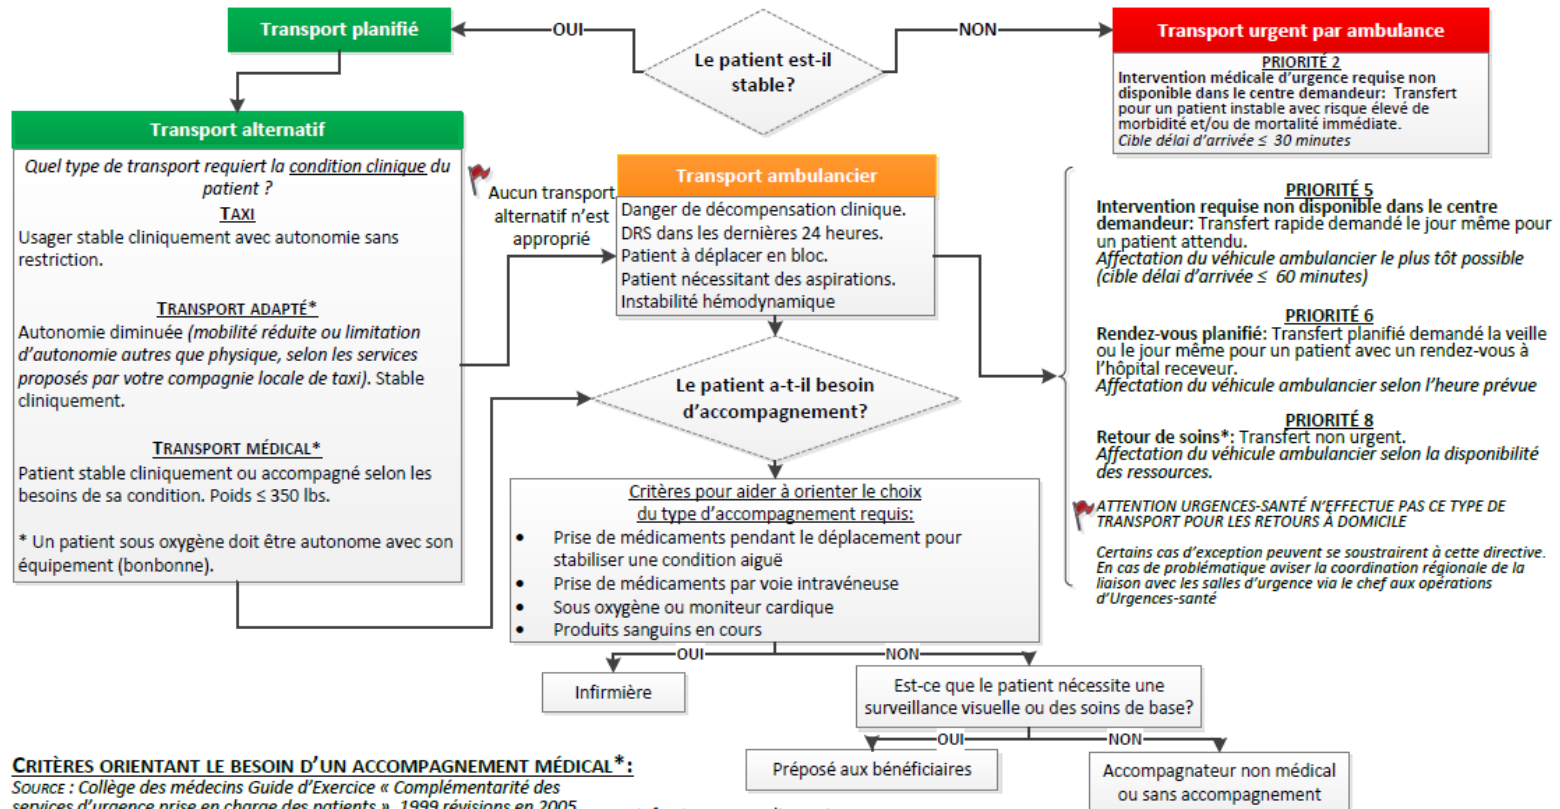 Transport planifié
OUI
Le patient est-il
stable?
NON
Transport urgent par ambulance
PRIORITÉ 2
Intervention médicale d'urgence requise non
disponible dans le centre demandeur: Transfert
pour un patient instable avec risque élevé de
morbidité et/ou de mortalité immédiate.
Cible délai d'arrivée ≤ 30 minutes
Transport alternatif
Quel type de transport requiert la condition clinique du
patient ?
TAXI
Usager stable cliniquement avec autonomie sans
restriction.
TRANSPORT ADAPTÉ*
Autonomie diminuée (mobilité réduite ou limitation
d'autonomie autres que physique, selon les services
proposés par votre compagnie locale de taxi). Stable
cliniquement.
TRANSPORT MÉDICAL*
Patient stable cliniquement ou accompagné selon les
besoins de sa condition. Poids ≤ 350 lbs.
* Un patient sous oxygène doit être autonome avec son
équipement (bonbonne).
Aucun transport
alternatif n'est
approprié
Transport ambulancier
Danger de décompensation clinique.
DRS dans les dernières 24 heures.
Patient à déplacer en bloc.
Patient nécessitant des aspirations.
Instabilité hémodynamique
PRIORITÉ 5
Intervention requise non disponible dans le centre
demandeur: Transfert rapide demandé le jour même pour
un patient attendu.
Affectation du véhicule ambulancier le plus tôt possible
(cible délai d'arrivée ≤ 60 minutes)
PRIORITÉ 6
Rendez-vous planifié: Transfert planifié demandé la veille
ou le jour même pour un patient avec un rendez-vous à
l'hôpital receveur.
Affectation du véhicule ambulancier selon l'heure prévue
PRIORITÉ 8
Retour de soins*: Transfert non urgent.
Affectation du véhicule ambulancier selon la disponibilité
des ressources.
ATTENTION URGENCES-SANTÉ N'EFFECTUE PAS CE TYPE DE
TRANSPORT POUR LES RETOURS À DOMICILE
Certains cas d'exception peuvent se soustrairent à cette directive.
En cas de problématique aviser la coordination régionale de la
liaison avec les salles d'urgence via le chef aux opérations
d'Urgences-santé
Le patient a-t-il besoin
d'accompagnement?
Critères pour aider à orienter le choix
du type d'accompagnement requis:
• Prise de médicaments pendant le déplacement pour
stabiliser une condition aiguë
• Prise de médicaments par voie intravéneuse
• Sous oxygène ou moniteur cardique
• Produits sanguins en cours
OUI
NON
Infirmière
Est-ce que le patient nécessite une
surveillance visuelle ou des soins de base?
OUI
NON
Préposé aux bénéficiaires
Accompagnateur non médical
ou sans accompagnement
CRITÈRES ORIENTANT LE BESOIN D'UN ACCOMPAGNEMENT MÉDICAL*:
SOURCE : Collège des médecins Guide d'Exercice « Complémentarité des
services d'urgence prise en charge des patients », 1999 révisions en 2005